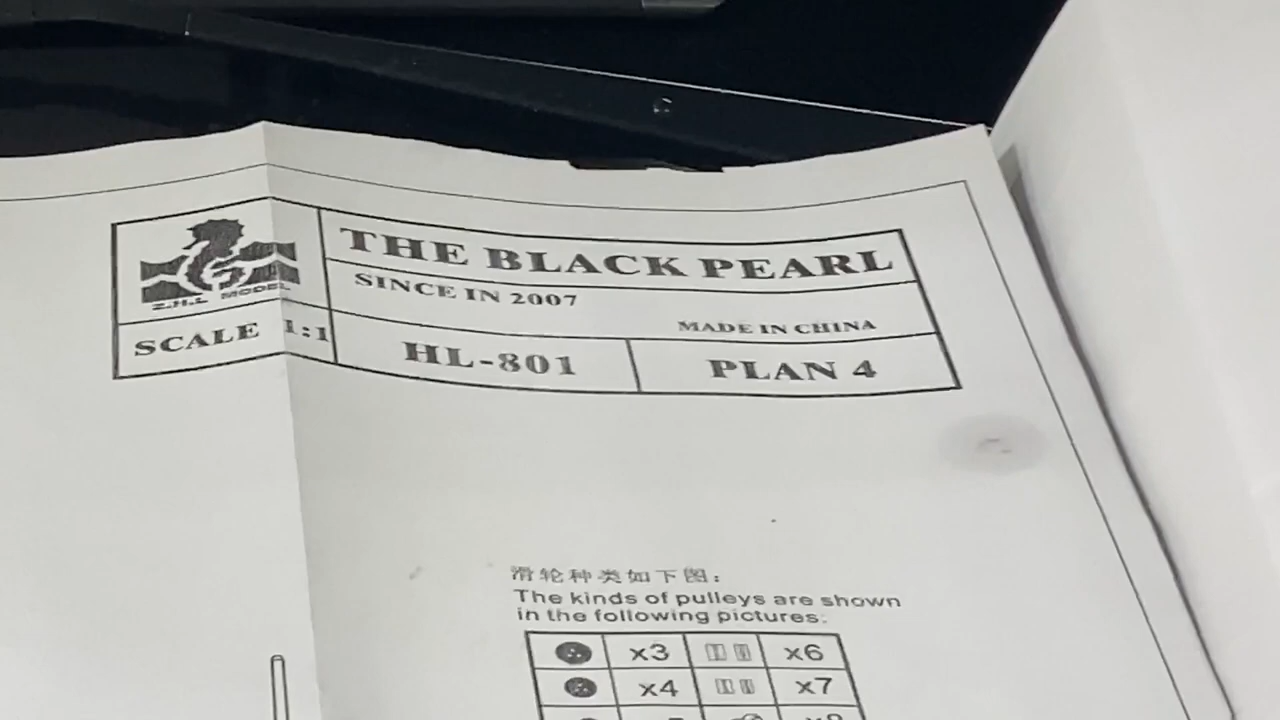 THE BLACK PEARL
SINCE IN 2007
MADE IN CHINA
Z.H.L MODEL
SCALE 1:1
HL-801
PLAN 4
滑轮种类如下图:
The kinds of pulleys are shown
in the following pictures:
x3 x6
x4 x7